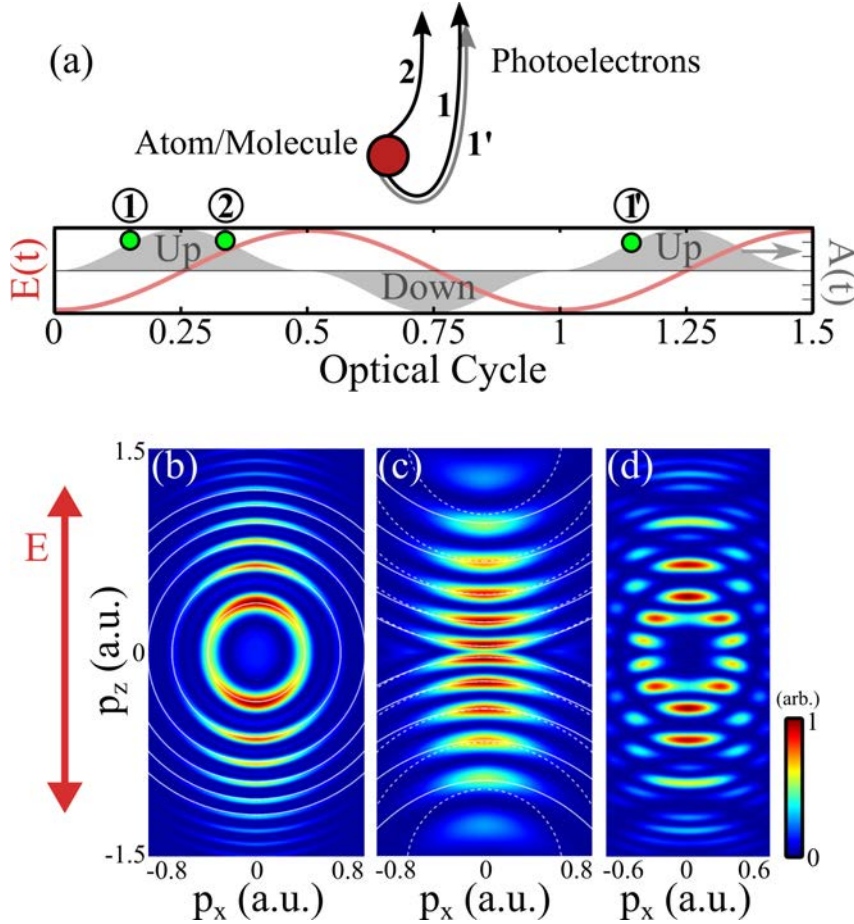 (a)
2
Photoelectrons
1
Atom/Molecule
1'
1 2 1'
Up Up
Down
E(t)
A(t)
0 0.25 0.5 0.75 1 1.25 1.5
Optical Cycle
1.5
(b) (c) (d)
E
0
p_z (a.u.)
(arb.)
1
0
-1.5
-0.8 0 0.8 -0.8 0 0.8 -0.6 0 0.6
p_x (a.u.) p_x (a.u.) p_x (a.u.)